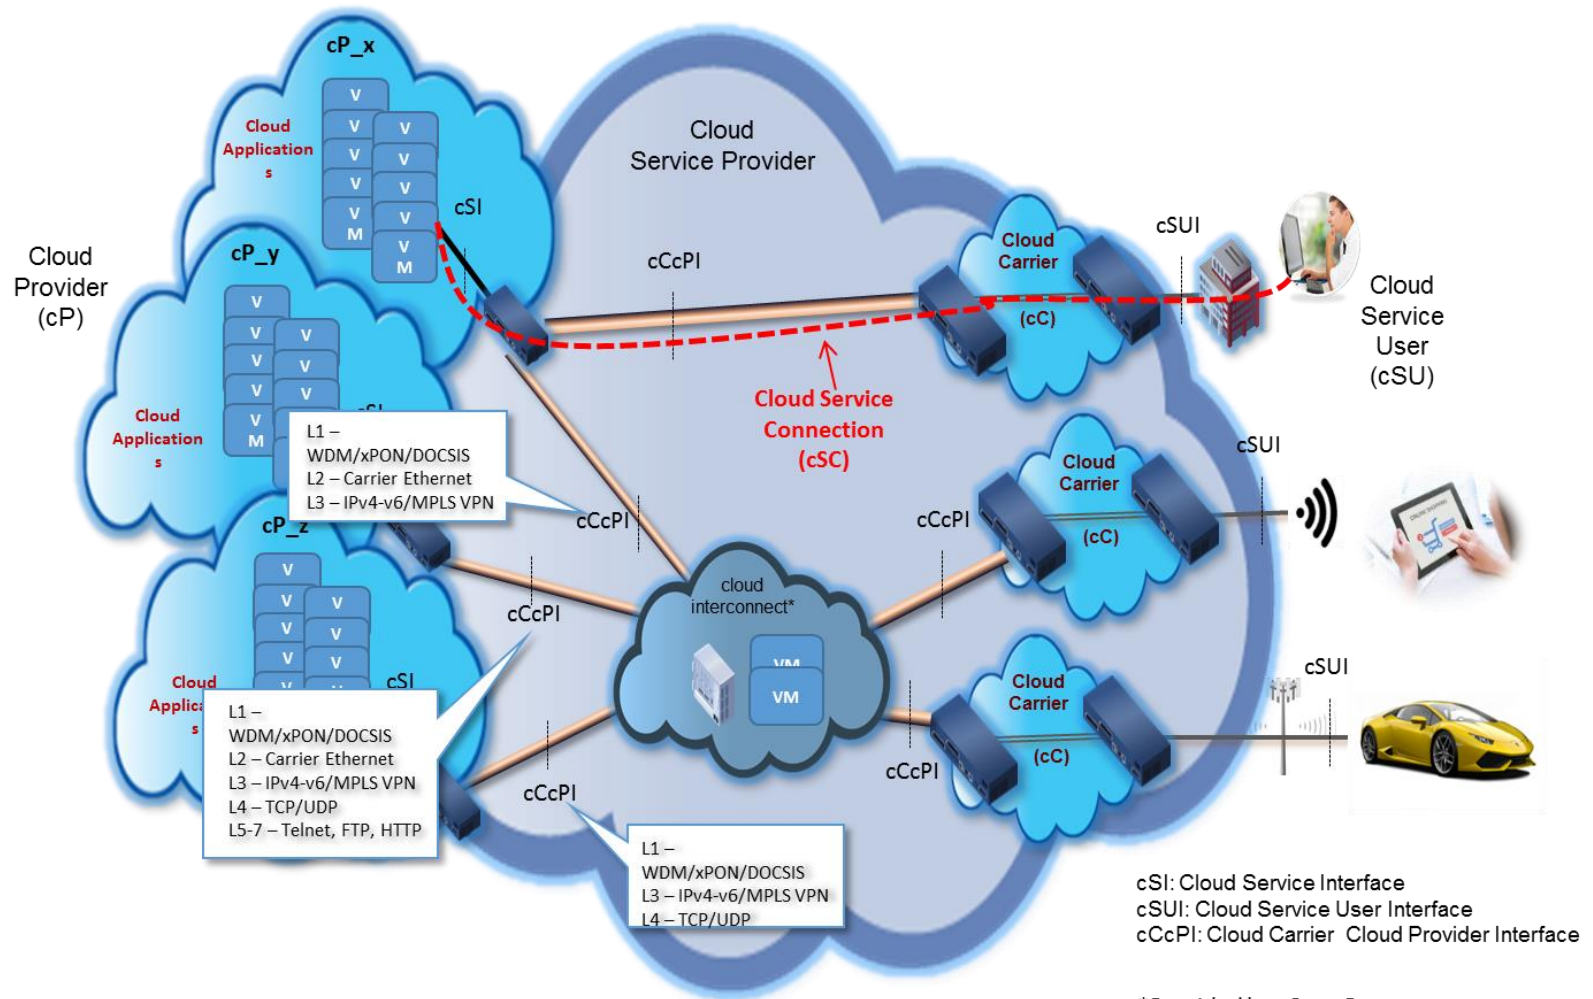 cP_x
V
V
V
V
V
M
V
V
V
V
V
M
Cloud
Application
s
cSI
Cloud
Service Provider
Cloud
Provider
(cP)
cP_y
V
V
V
V
V
M
V
V
V
V
Cloud
Application
s
cCcPI
Cloud
Carrier
(cC)
cSUI
Cloud
Service
User
(cSU)
Cloud Service
Connection
(cSC)
L1 –
WDM/xPON/DOCSIS
L2 – Carrier Ethernet
L3 – IPv4-v6/MPLS VPN
cCcPI
cCcPI
Cloud
Carrier
(cC)
cSUI
ONLINE SHOPPING
cP_z
V
V
V
V
V
V
V
Cloud
s
cSI
cCcPI
cloud
interconnect*
VM
VM
L1 –
WDM/xPON/DOCSIS
L2 – Carrier Ethernet
L3 – IPv4-v6/MPLS VPN
L4 – TCP/UDP
L5-7 – Telnet, FTP, HTTP
cCcPI
L1 –
WDM/xPON/DOCSIS
L3 – IPv4-v6/MPLS VPN
L4 – TCP/UDP
cCcPI
Cloud
Carrier
(cC)
cSUI
cSI: Cloud Service Interface
cSUI: Cloud Service User Interface
cCcPI: Cloud Carrier Cloud Provider Interface